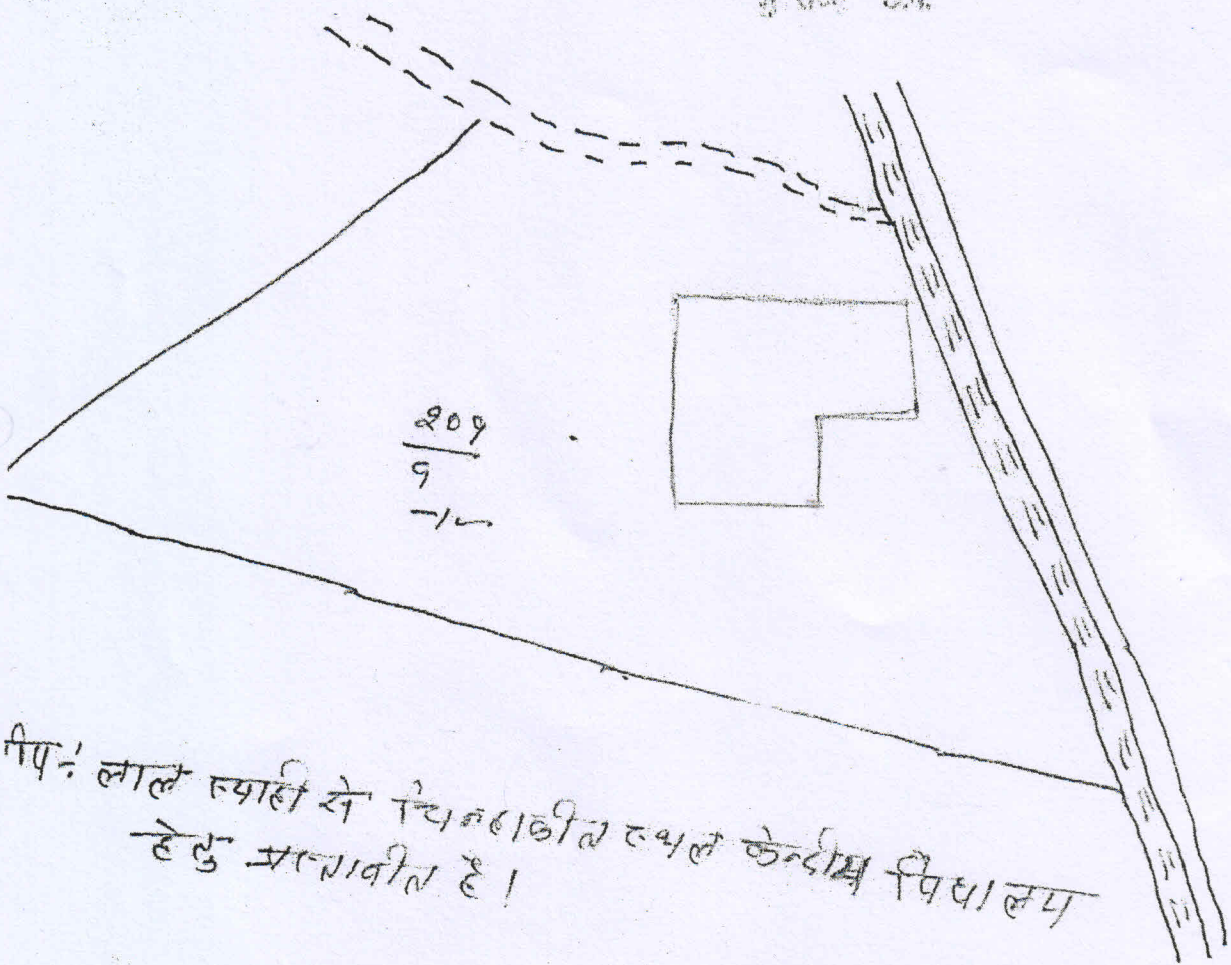 209
9
लाल स्याही से चिन्हाकीत स्थल केन्द्रीय विधालय
हेतु प्रस्तावीत है!